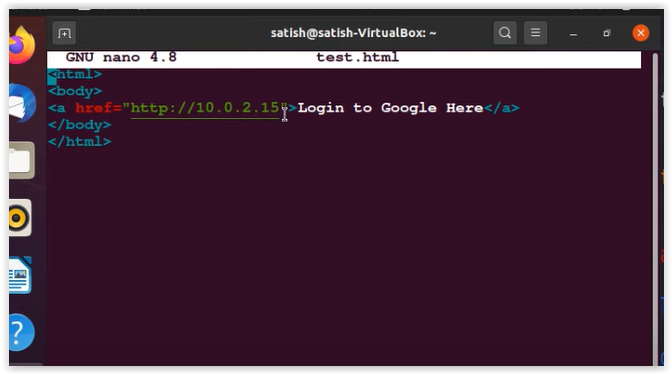 satish@satish-VirtualBox: ~
GNU nano 4.8 test.html
<html>
<body>
<a href="http://10.0.2.15">Login to Google Here</a>
</body>
</html>